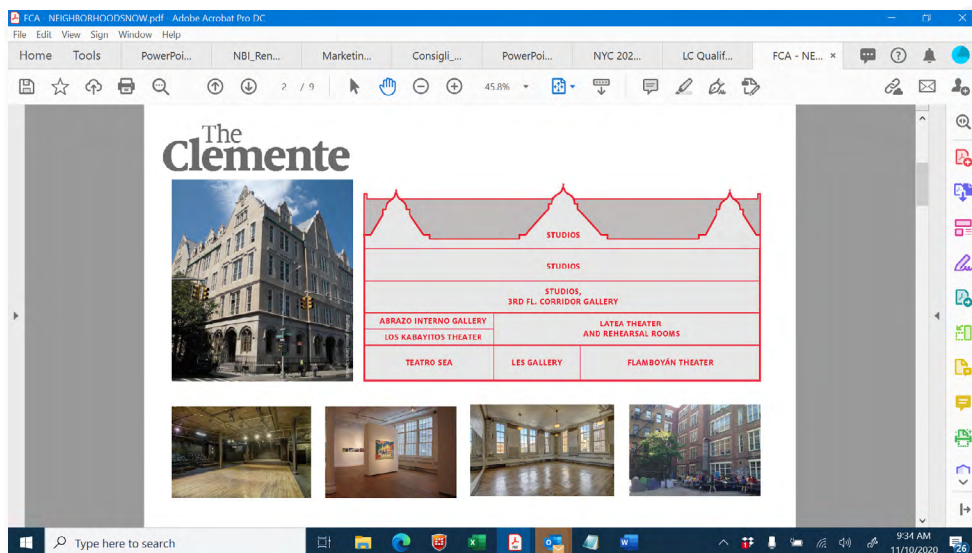 FCA - NEIGHBORHOODSNOW.pdf - Adobe Acrobat Pro DC
File Edit View Sign Window Help
Home Tools PowerPoi... NBI_Ren... Marketin... Consigli_... PowerPoi... NYC 202... LC Qualif... FCA - NE... ×
2 / 9 45.8%
The
Clemente
STUDIOS
STUDIOS
STUDIOS,
3RD FL. CORRIDOR GALLERY
ABRAZO INTERNO GALLERY
LOS KABAYITOS THEATER
LATEA THEATER
AND REHEARSAL ROOMS
TEATRO SEA LES GALLERY FLAMBOYÁN THEATER
Type here to search
9:34 AM
11/10/2020
26